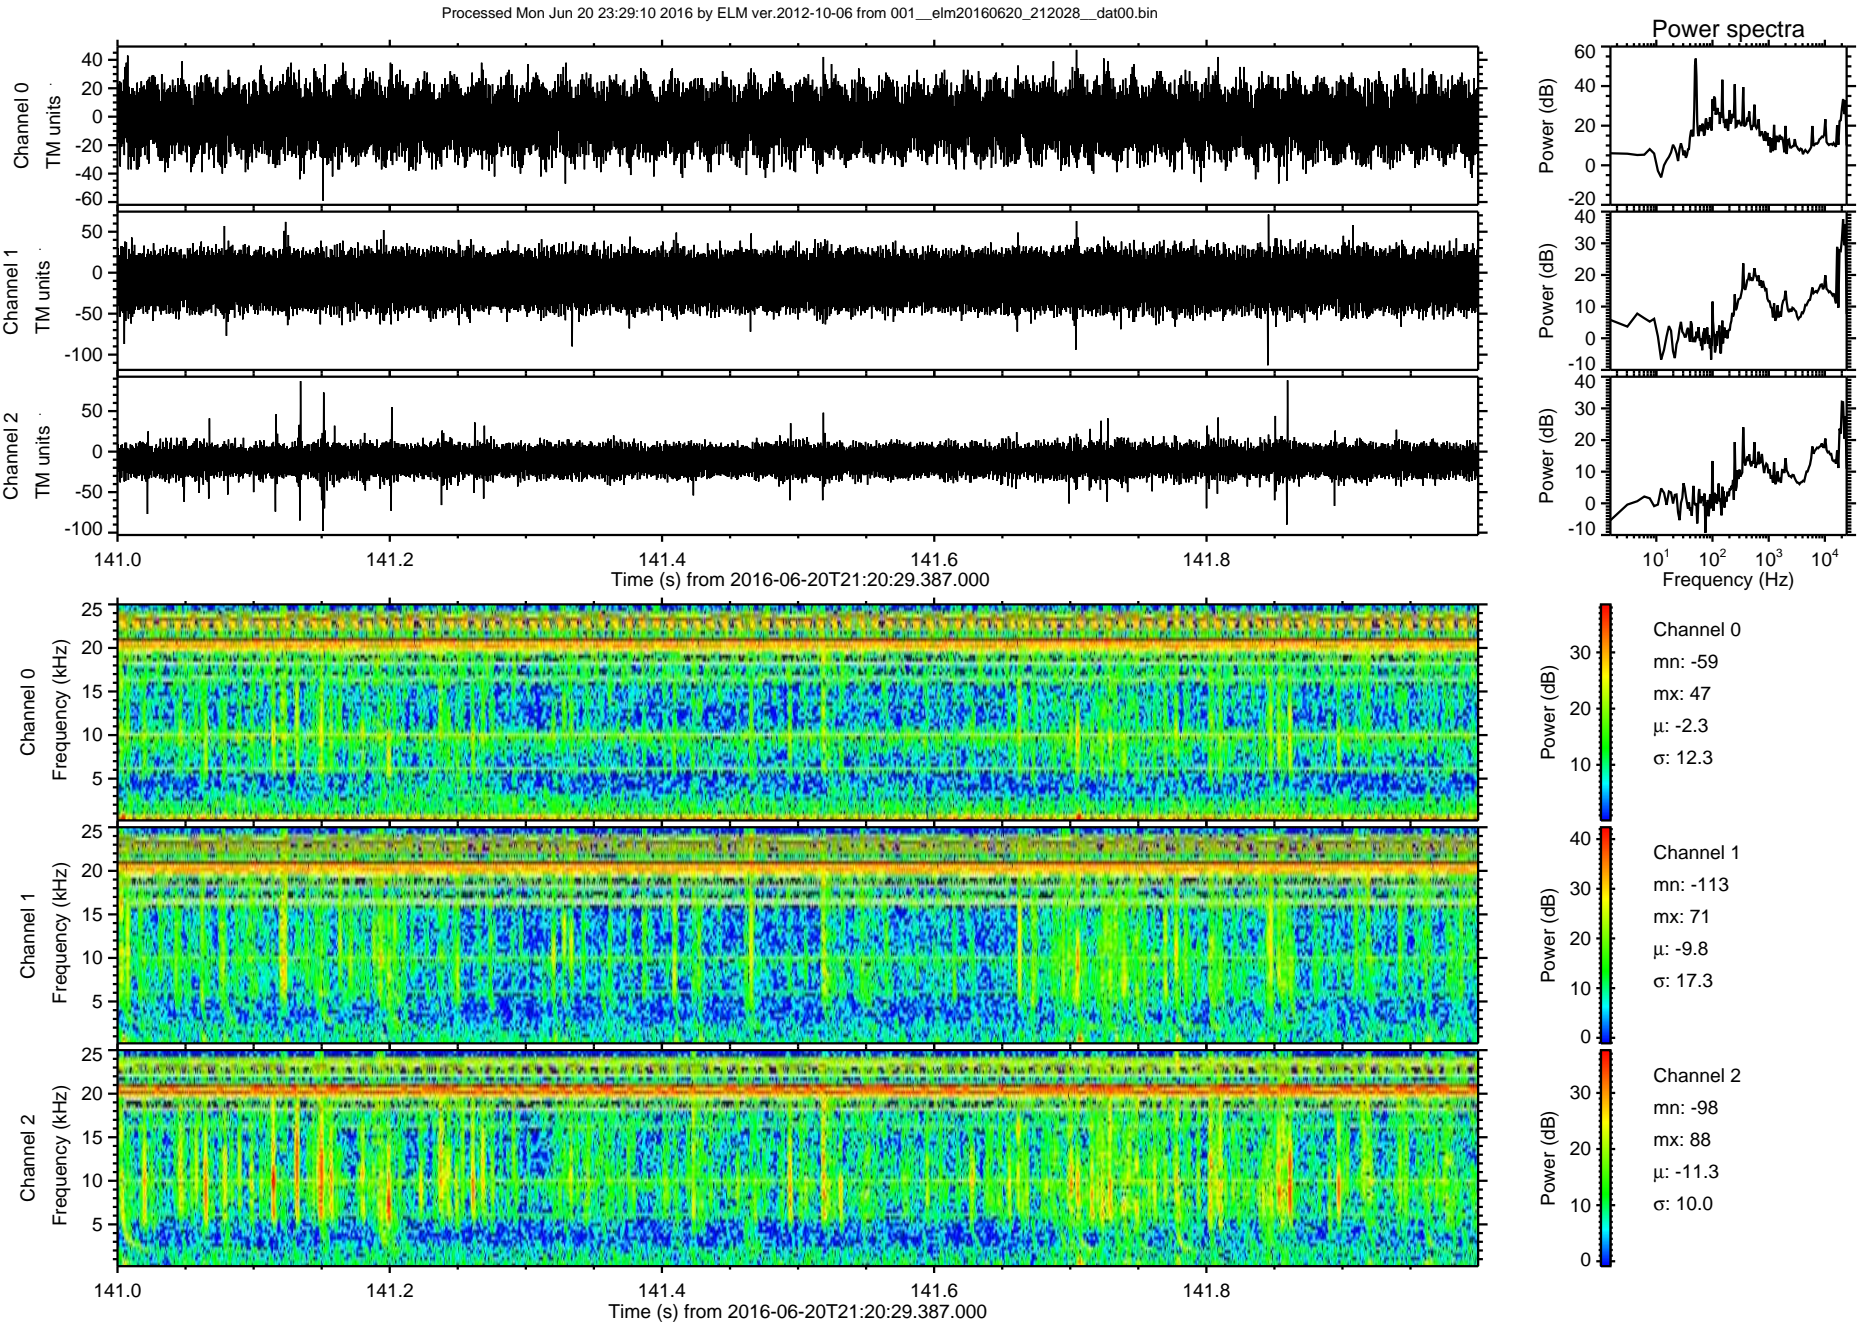 Processed Mon Jun 20 23:29:10 2016 by ELM ver.2012-10-06 from 001__elm20160620_212028__dat00.bin
Power spectra
Channel 0
TM units
40
20
0
-20
-40
-60
Power (dB)
60
40
20
0
-20
Channel 1
TM units
50
0
-50
-100
Power (dB)
40
30
20
10
0
-10
Channel 2
TM units
50
0
-50
-100
Power (dB)
40
30
20
10
0
-10
141.0 141.2 141.4 141.6 141.8
Time (s) from 2016-06-20T21:20:29.387.000
10¹ 10² 10³ 10⁴
Frequency (Hz)
Channel 0
Frequency (kHz)
25
20
15
10
5
Power (dB)
30
20
10
Channel 0
mn: -59
mx: 47
µ: -2.3
σ: 12.3
Channel 1
Frequency (kHz)
25
20
15
10
5
Power (dB)
40
30
20
10
0
Channel 1
mn: -113
mx: 71
µ: -9.8
σ: 17.3
Channel 2
Frequency (kHz)
25
20
15
10
5
Power (dB)
30
20
10
0
Channel 2
mn: -98
mx: 88
µ: -11.3
σ: 10.0
141.0 141.2 141.4 141.6 141.8
Time (s) from 2016-06-20T21:20:29.387.000